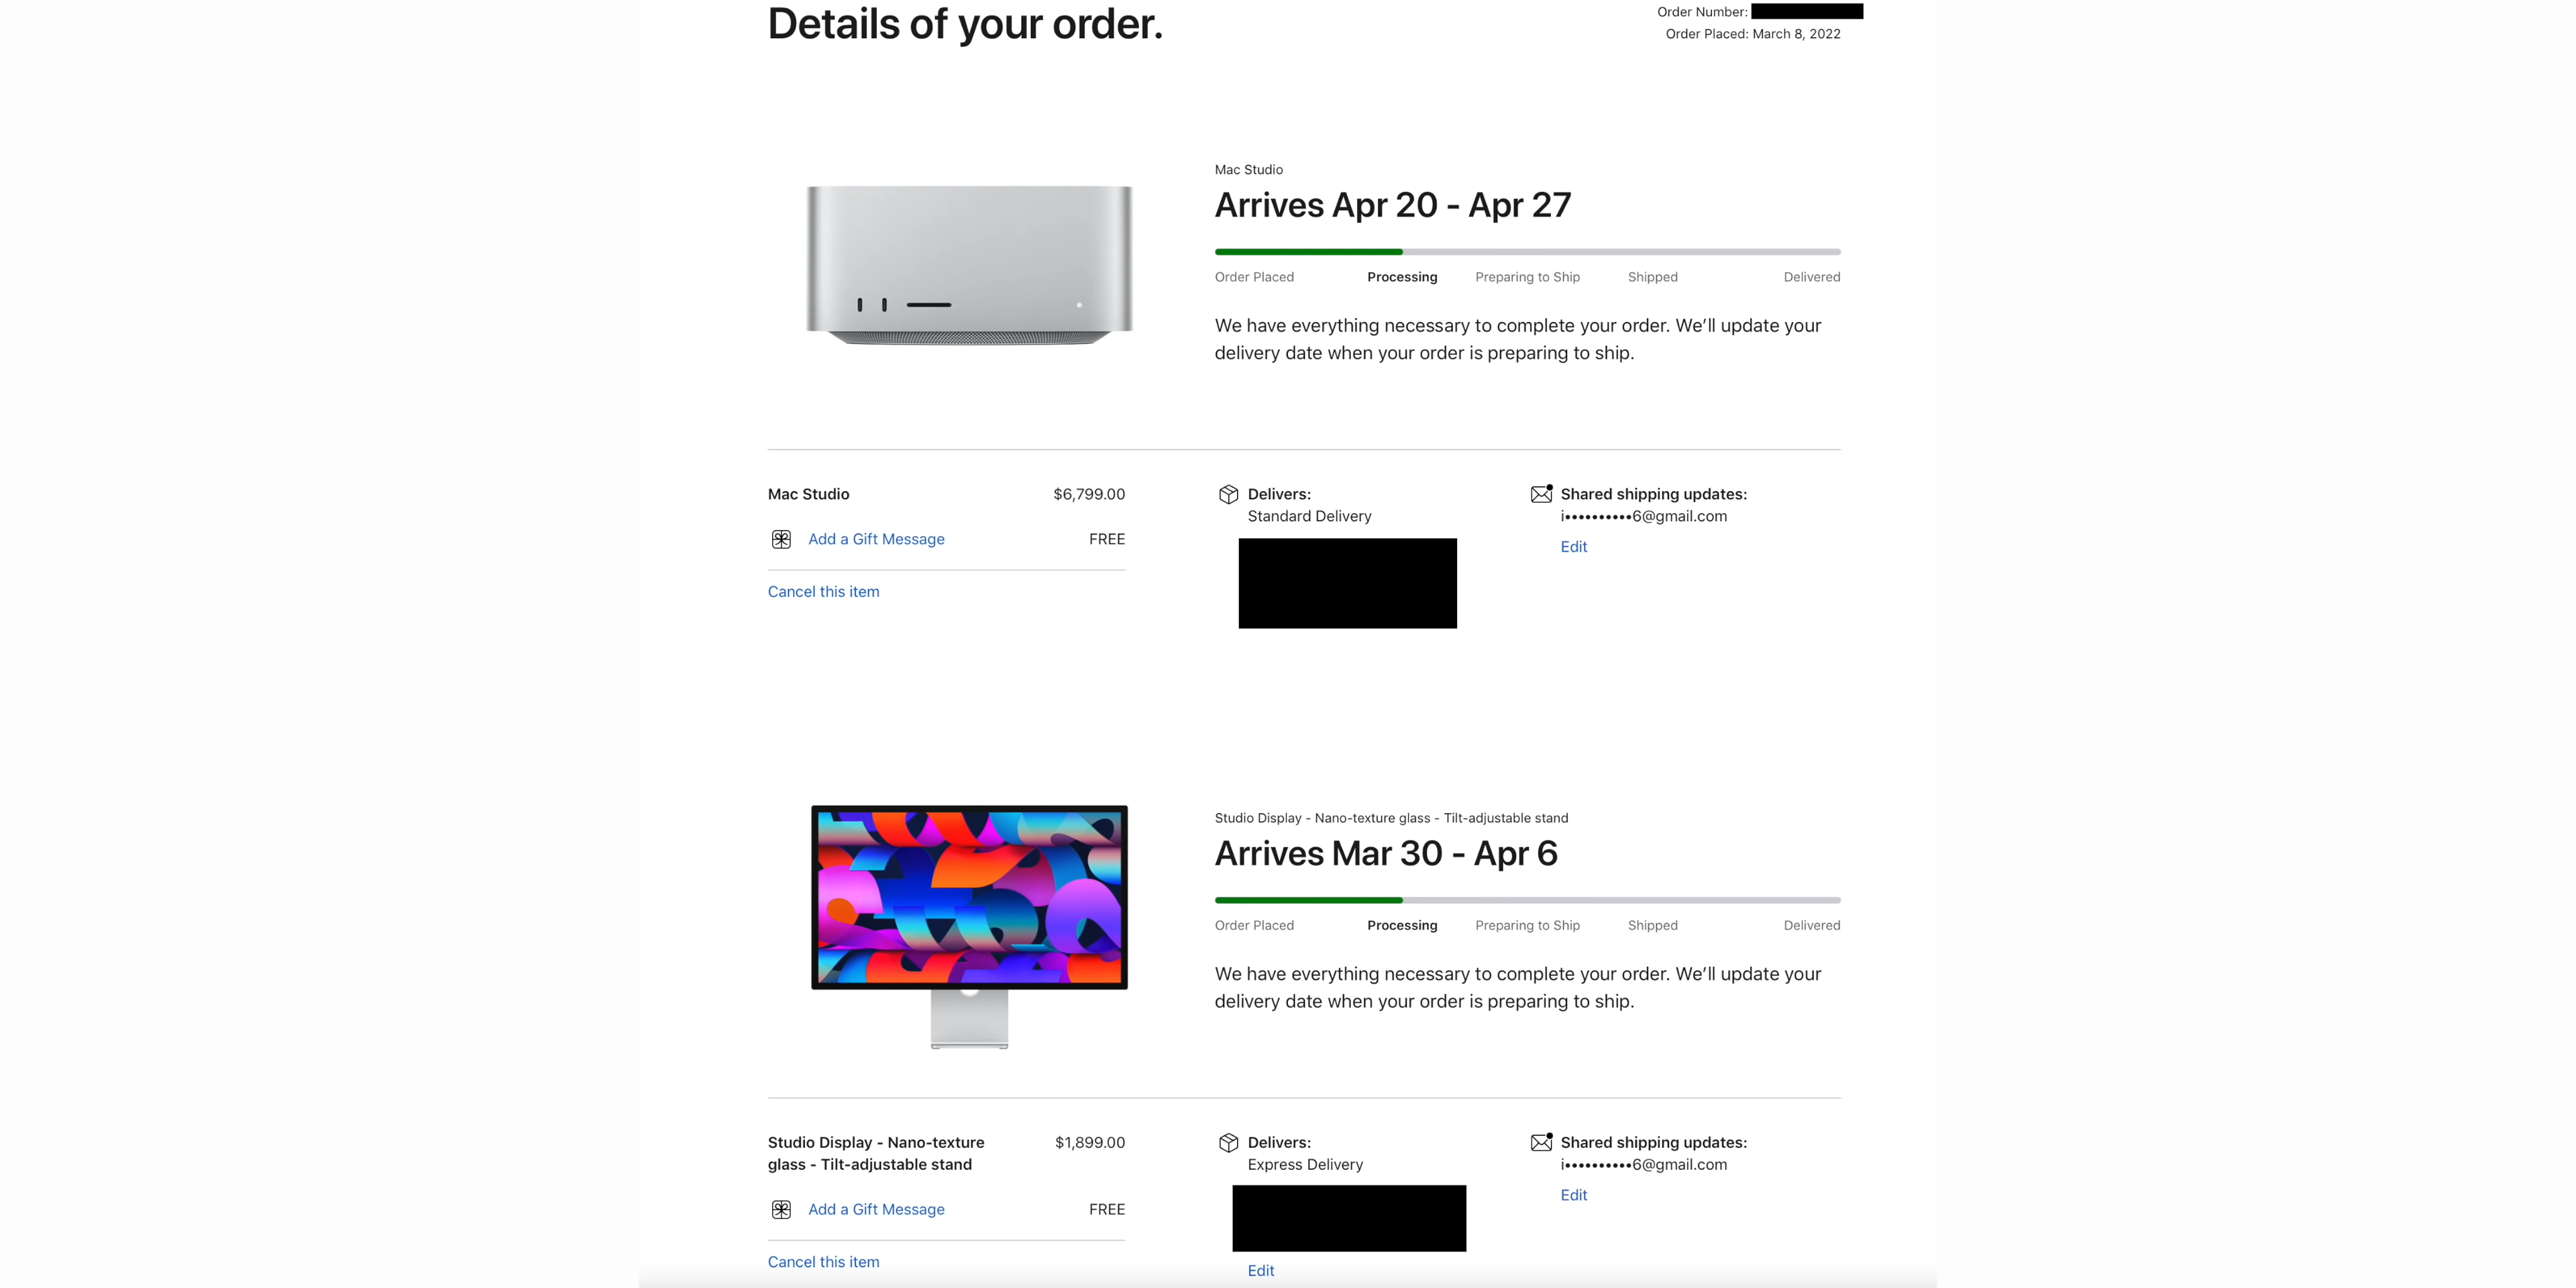 Details of your order.
Order Number:
Order Placed: March 8, 2022
Mac Studio
Arrives Apr 20 - Apr 27
Order Placed Processing Preparing to Ship Shipped Delivered
We have everything necessary to complete your order. We’ll update your
delivery date when your order is preparing to ship.
Mac Studio $6,799.00
Add a Gift Message FREE
Cancel this item
Delivers:
Standard Delivery
Shared shipping updates:
i••••••••••6@gmail.com
Edit
Studio Display - Nano-texture glass - Tilt-adjustable stand
Arrives Mar 30 - Apr 6
Order Placed Processing Preparing to Ship Shipped Delivered
We have everything necessary to complete your order. We’ll update your
delivery date when your order is preparing to ship.
Studio Display - Nano-texture $1,899.00
glass - Tilt-adjustable stand
Add a Gift Message FREE
Cancel this item
Delivers:
Express Delivery
Edit
Shared shipping updates:
i••••••••••6@gmail.com
Edit